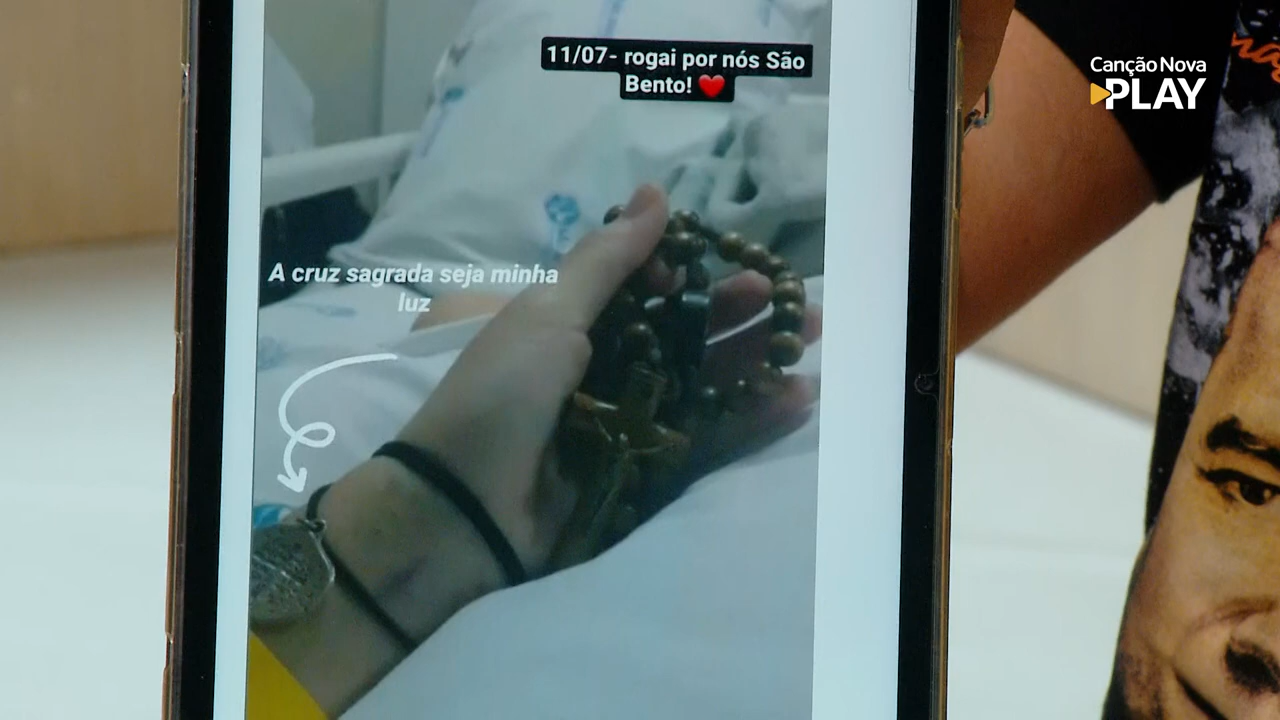 11/07- rogai por nós São
Bento! ❤️
Canção Nova
PLAY
A cruz sagrada seja minha
luz